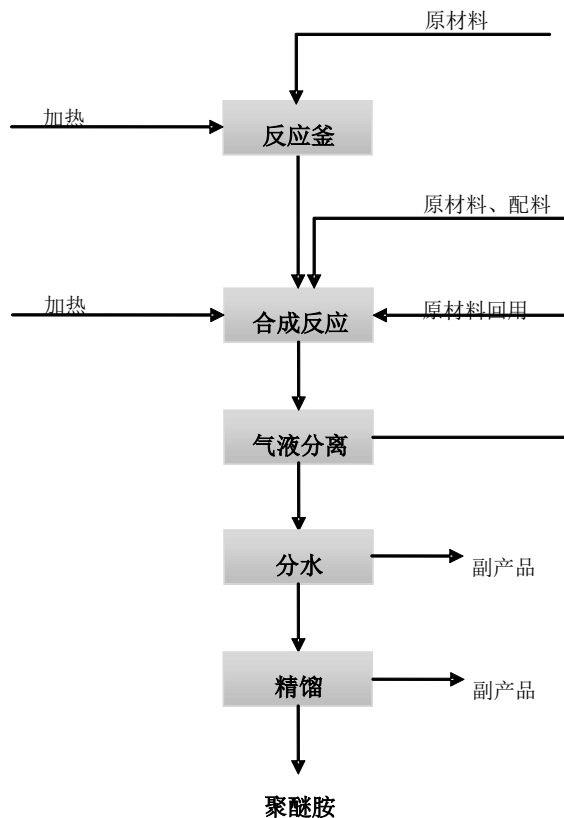 原材料
加热
反应釜
原材料、配料
加热
合成反应
原材料回用
气液分离
分水
副产品
精馏
副产品
聚醚胺